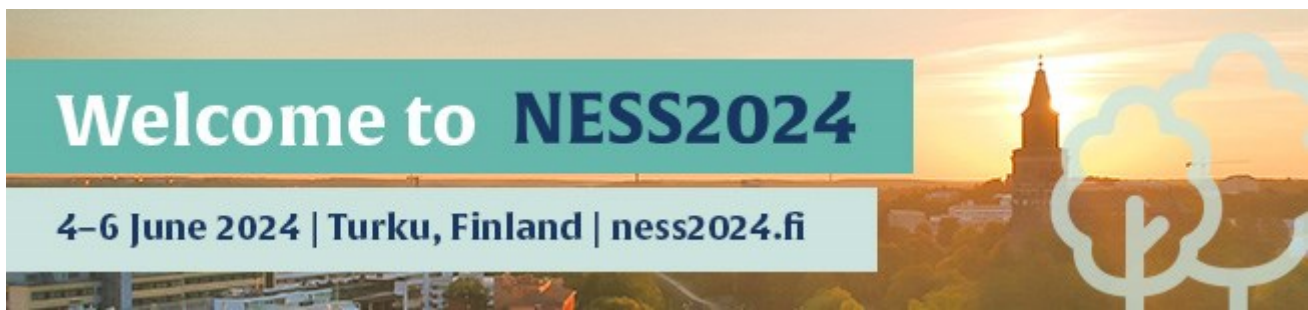 Welcome to NESS2024
4–6 June 2024 | Turku, Finland | ness2024.fi